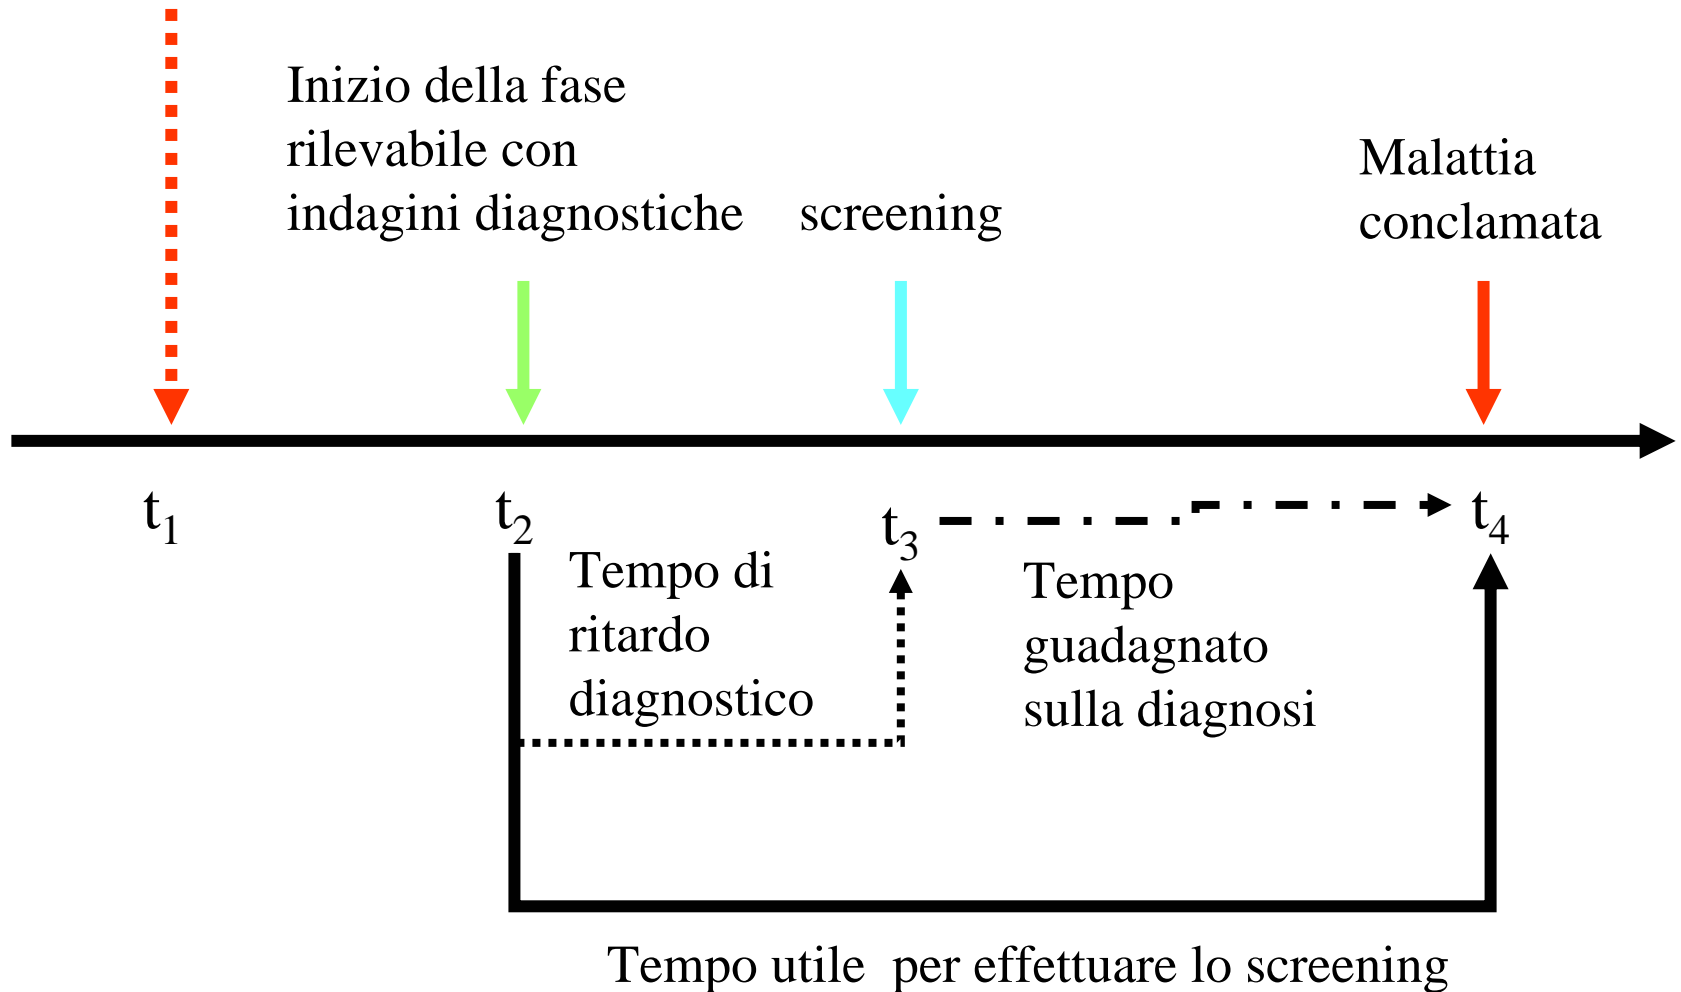 Inizio della fase
rilevabile con
indagini diagnostiche
screening
Malattia
conclamata
t1
t2
t3
t4
Tempo di
ritardo
diagnostico
Tempo
guadagnato
sulla diagnosi
Tempo utile per effettuare lo screening